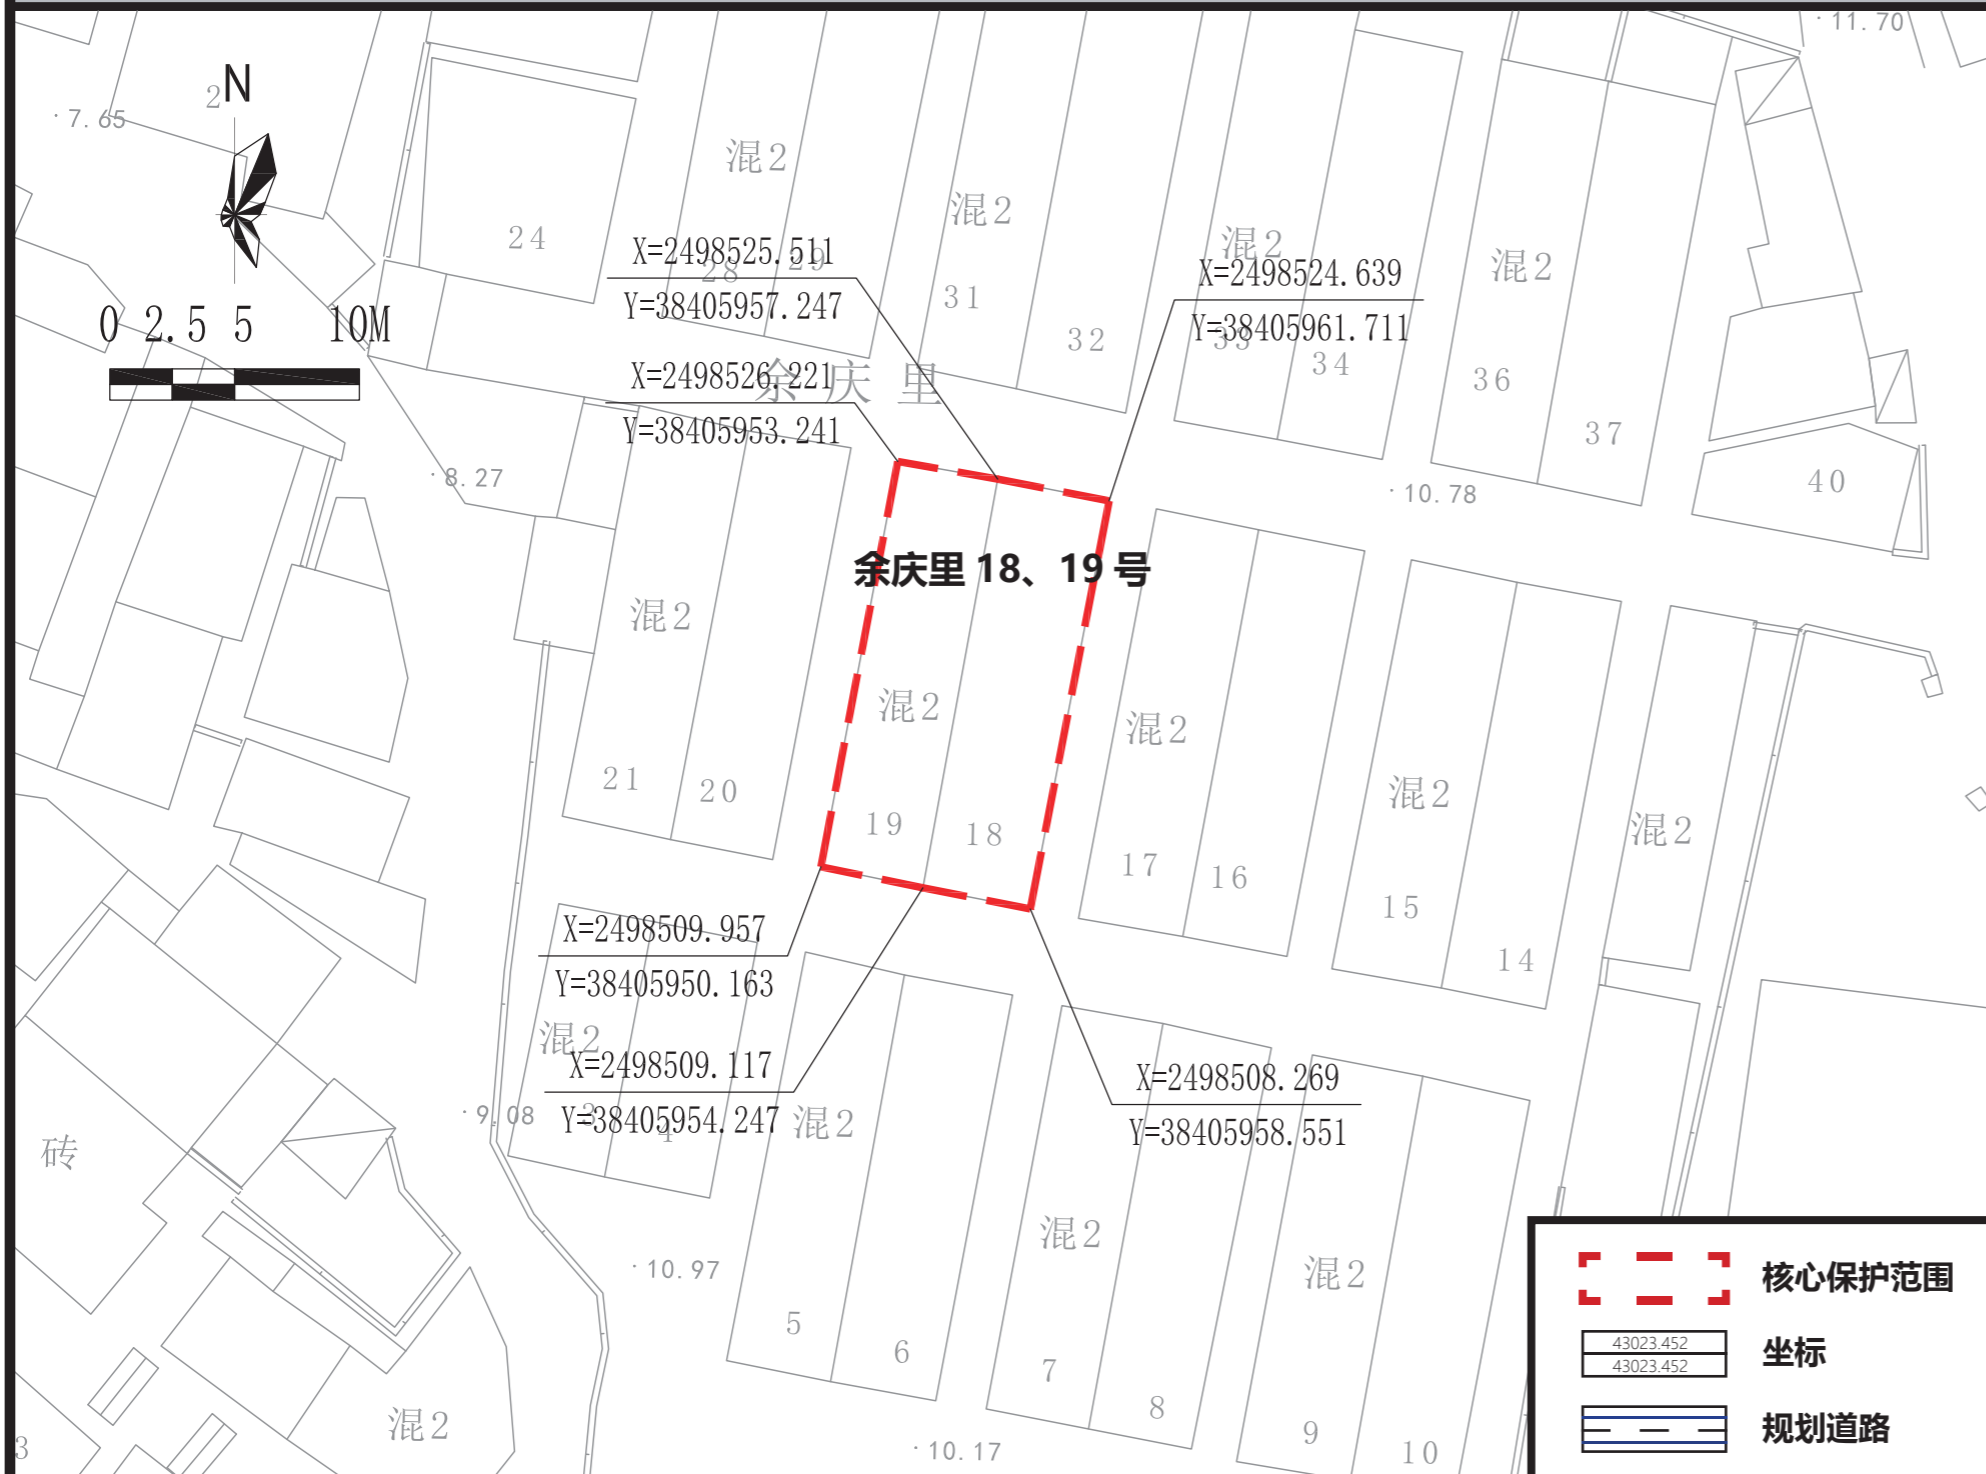 ·11.70
2
N
·7.65
混2
混2
24
混2
混2
X=2498525.511
28
29
X=2498524.639
31
Y=38405957.247
0 2.5 5 10M
Y=38405961.711
33
32
34
X=2498526.221
余庆里
36
Y=38405953.241
37
·8.27
·10.78
40
余庆里 18、19 号
混2
混2
混2
21
20
混2
19
18
混2
17
16
15
X=2498509.957
14
Y=38405950.163
混2
X=2498509.117
X=2498508.269
·9.08
3
4
Y=38405954.247
混2
Y=38405958.551
砖
混2
·10.97
混2
核心保护范围
5
43023.452
43023.452
坐标
6
7
8
混2
9
规划道路
3
·10.17
10